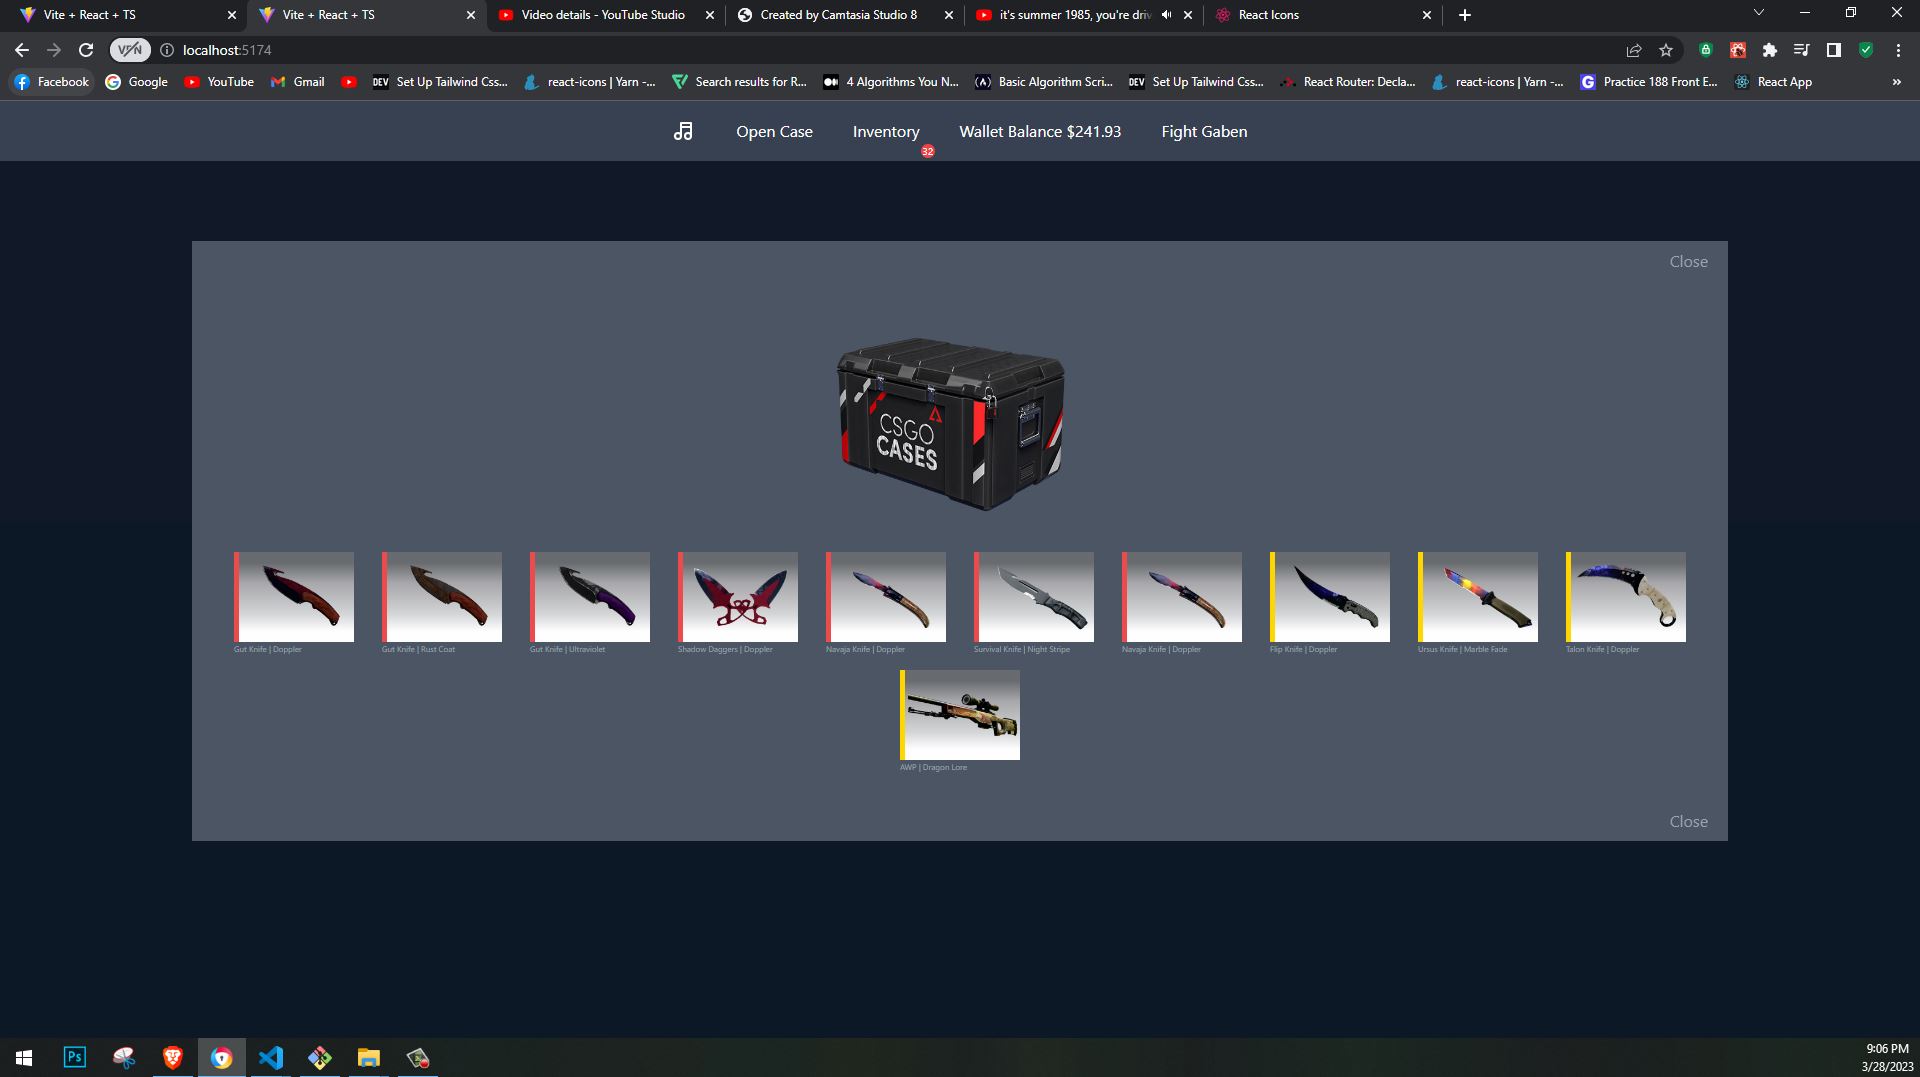 Vite + React + TS
Vite + React + TS
Video details - YouTube Studio
Created by Camtasia Studio 8
it's summer 1985, you're driv
React Icons
VPN
localhost:5174
Facebook
Google
YouTube
Gmail
DEV Set Up Tailwind Css...
react-icons | Yarn -...
Search results for R...
4 Algorithms You N...
Basic Algorithm Scri...
DEV Set Up Tailwind Css...
React Router: Decla...
react-icons | Yarn -...
G Practice 188 Front E...
React App
»
Open Case
Inventory
32
Wallet Balance $241.93
Fight Gaben
Close
CSGO
CASES
Gut Knife | Doppler
Gut Knife | Rust Coat
Gut Knife | Ultraviolet
Shadow Daggers | Doppler
Navaja Knife | Doppler
Survival Knife | Night Stripe
Navaja Knife | Doppler
Flip Knife | Doppler
Ursus Knife | Marble Fade
Talon Knife | Doppler
AWP | Dragon Lore
Close
Ps
9:06 PM
3/28/2023